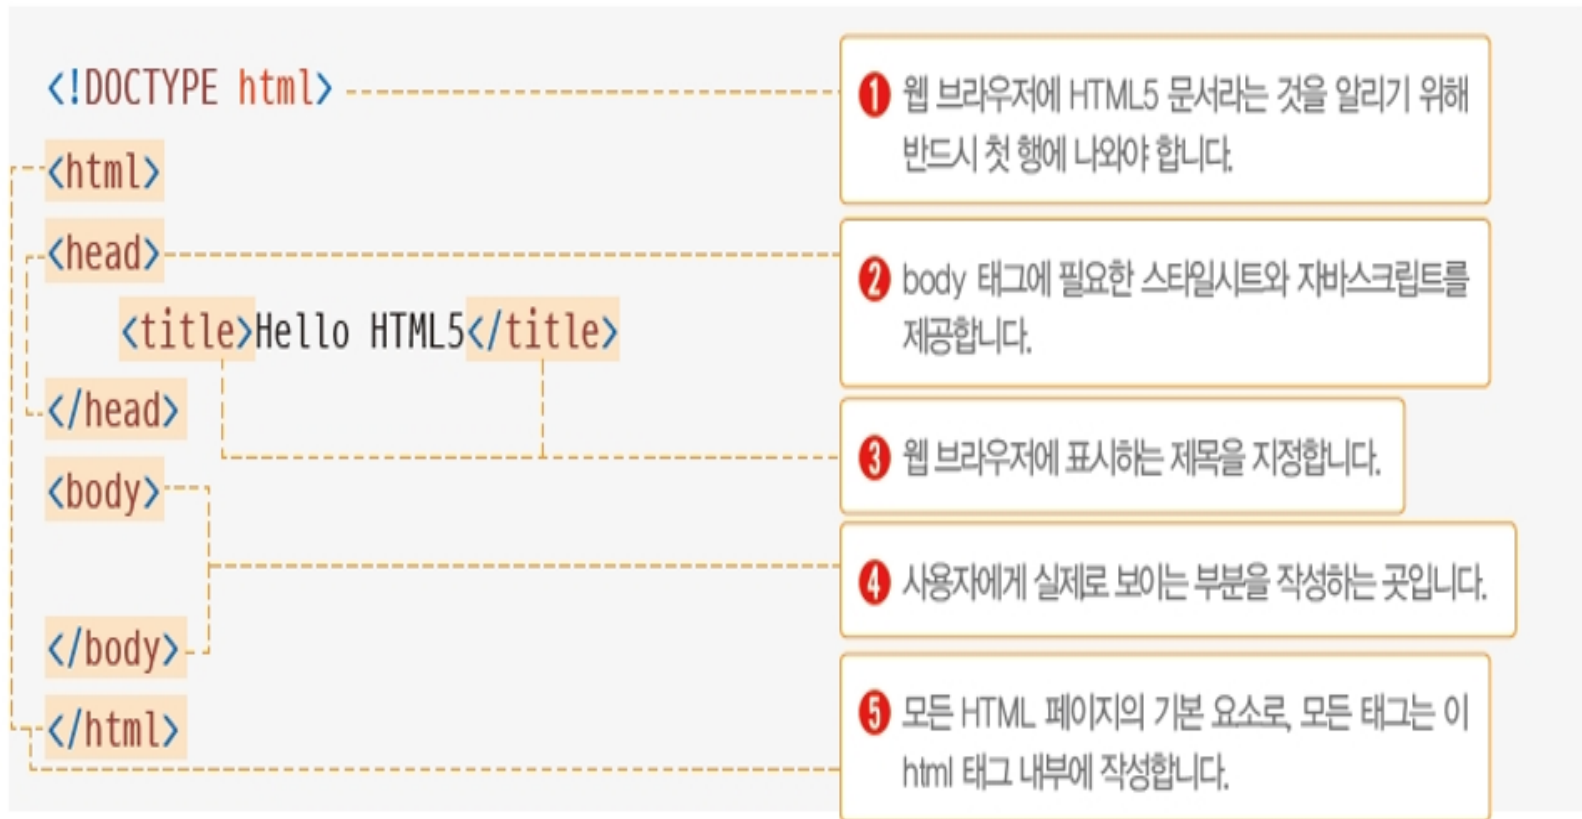 <!DOCTYPE html>
❶ 웹 브라우저에 HTML5 문서라는 것을 알리기 위해
반드시 첫 행에 나와야 합니다.
<html>
<head>
❷ body 태그에 필요한 스타일시트와 자바스크립트를
제공합니다.
<title>Hello HTML5</title>
</head>
❸ 웹 브라우저에 표시하는 제목을 지정합니다.
<body>
❹ 사용자에게 실제로 보이는 부분을 작성하는 곳입니다.
</body>
</html>
❺ 모든 HTML 페이지의 기본 요소로, 모든 태그는 이
html 태그 내부에 작성합니다.